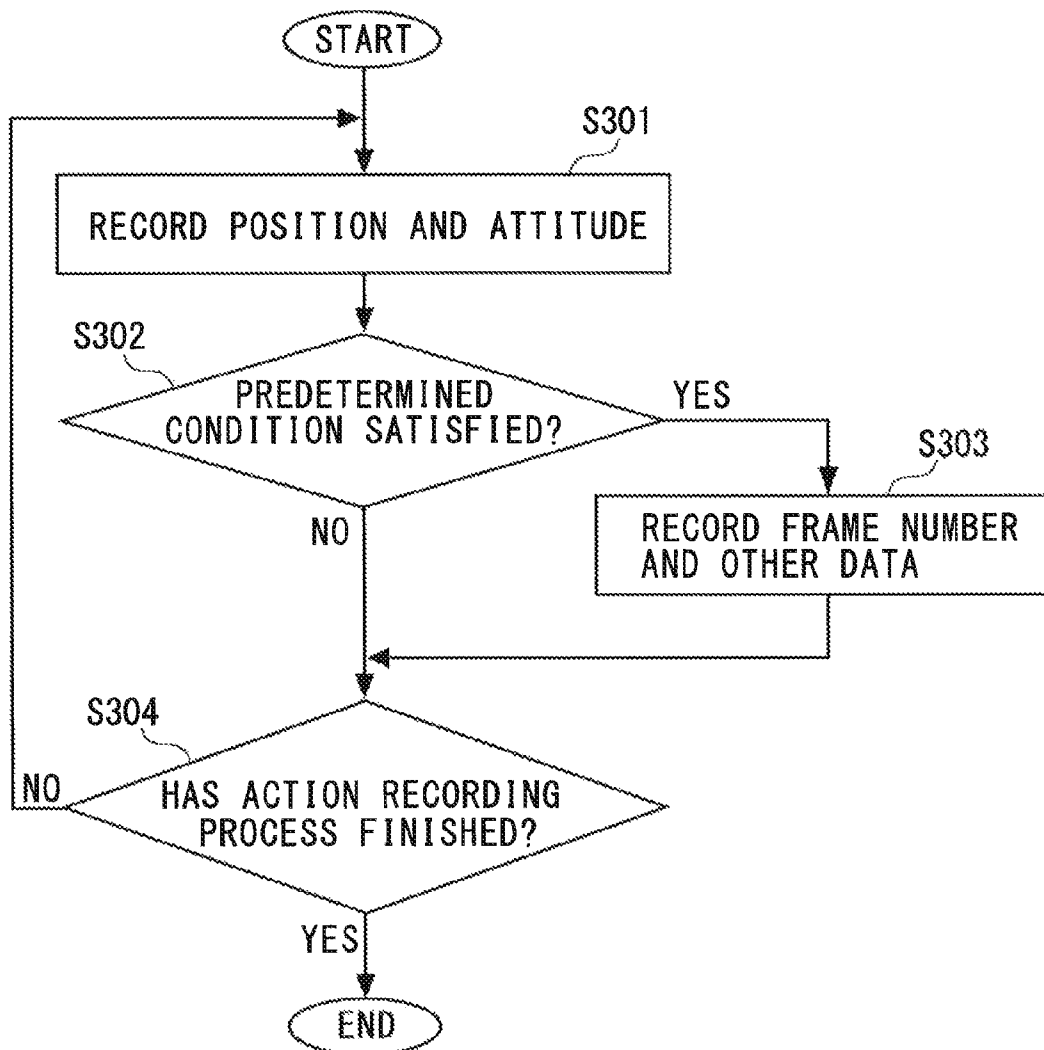 START
S301
RECORD POSITION AND ATTITUDE
S302
PREDETERMINED
CONDITION SATISFIED?
YES
S303
NO
RECORD FRAME NUMBER
AND OTHER DATA
S304
NO
HAS ACTION RECORDING
PROCESS FINISHED?
YES
END